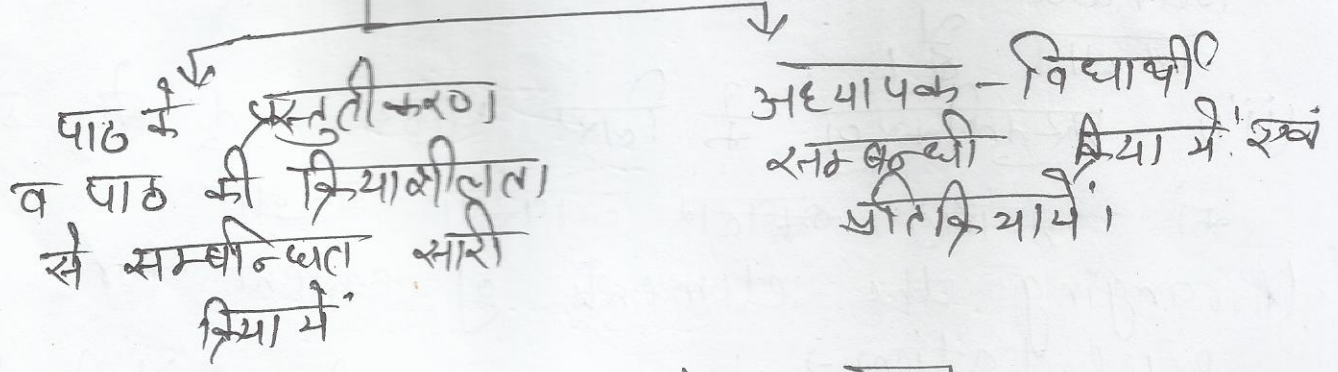 पाठ के प्रस्तुतीकरण
व पाठ की क्रियाशीलता
से सम्बन्धित सारी
क्रियायें
अध्यापक - विद्यार्थी
सम्बन्धी क्रियायें एवं
प्रतिक्रियायें।